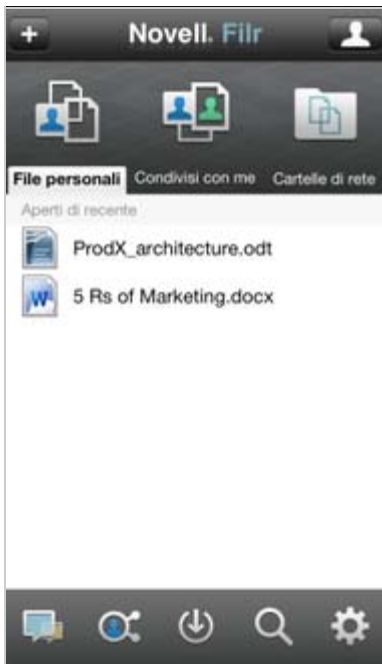 Novell. Filr
File personali Condivisi con me Cartelle di rete
Aperti di recente
ProdX_architecture.odt
5 Rs of Marketing.docx